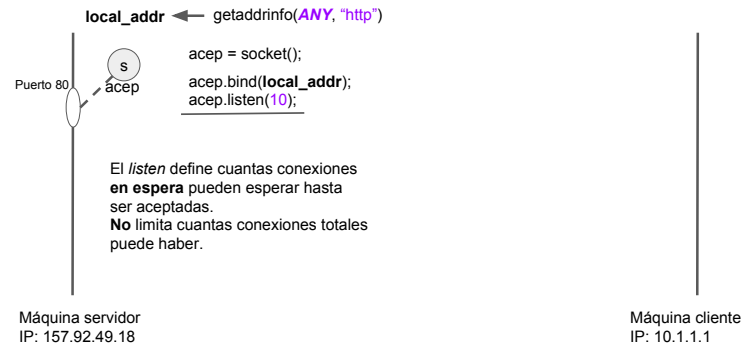 local_addr getaddrinfo(ANY, “http”)
acep = socket();
s
Puerto 80
acep
acep.bind(local_addr);
acep.listen(10);
El listen define cuantas conexiones
en espera pueden esperar hasta
ser aceptadas.
No limita cuantas conexiones totales
puede haber.
Máquina servidor
IP: 157.92.49.18
Máquina cliente
IP: 10.1.1.1